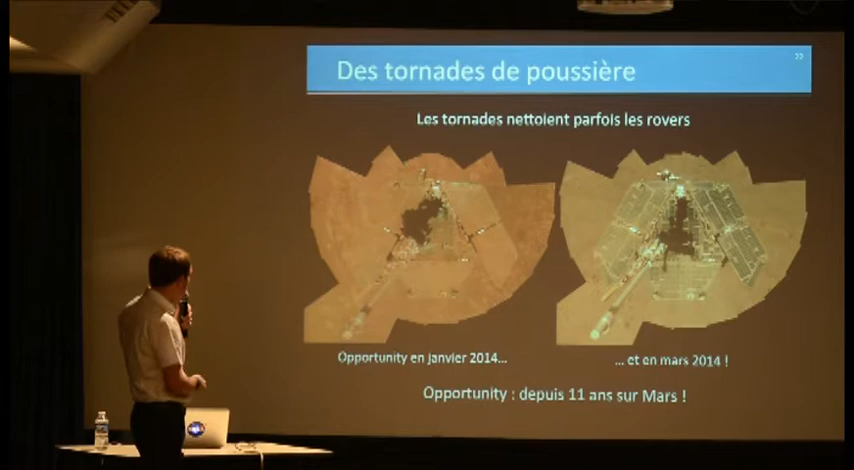 Des tornades de poussière
Les tornades nettoient parfois les rovers
Opportunity en janvier 2014...
... et en mars 2014 !
Opportunity : depuis 11 ans sur Mars !